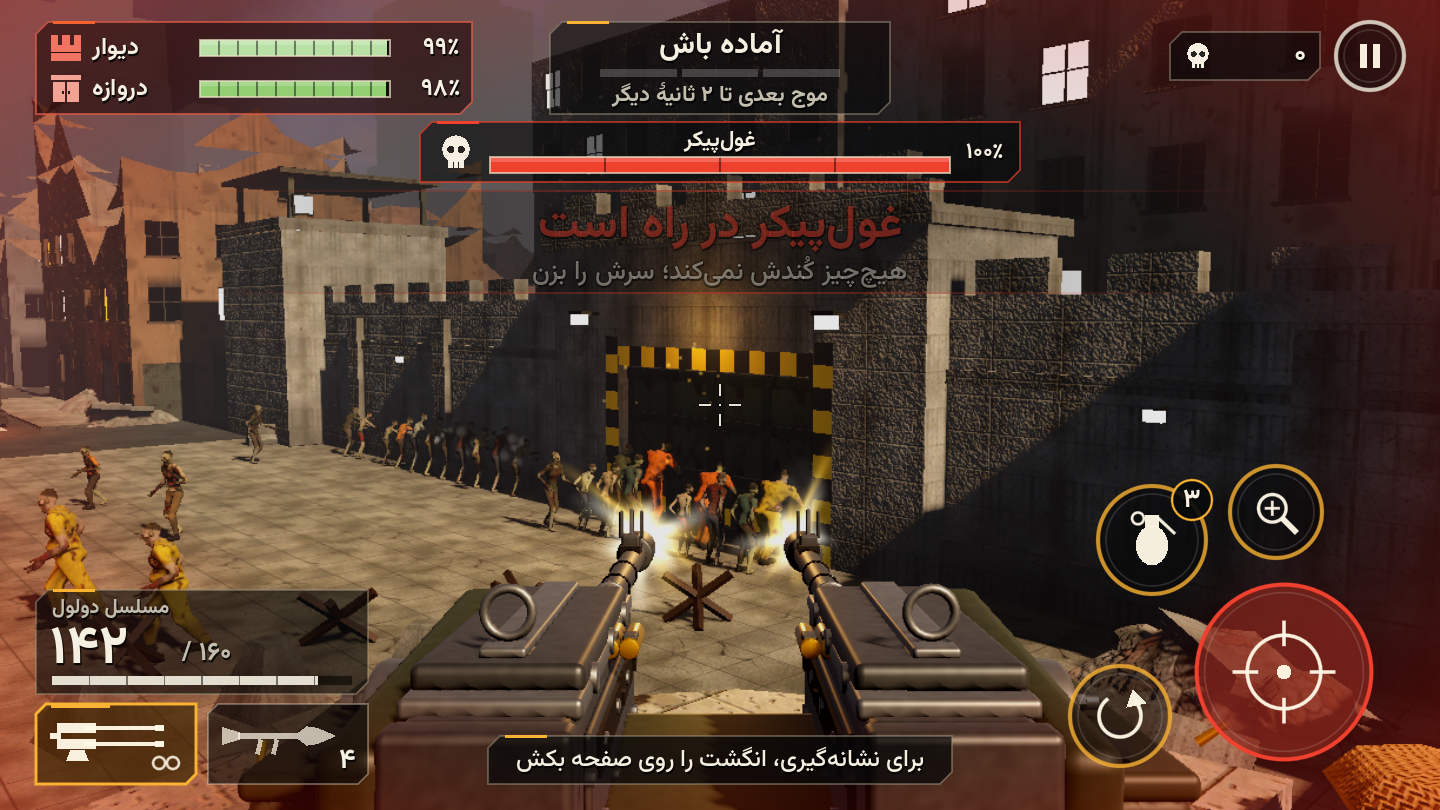 دیوار ۹۹٪
دروازه ۹۸٪
آماده باش
موج بعدی تا ۲ ثانیهٔ دیگر
۰
غول‌پیکر
۱۰۰٪
غول‌پیکر در راه است
هیچ‌چیز کُندش نمی‌کند؛ سرش را بزن
۳
مسلسل دولول
۱۴۲ / ۱۶۰
∞
۴
برای نشانه‌گیری، انگشت را روی صفحه بکش